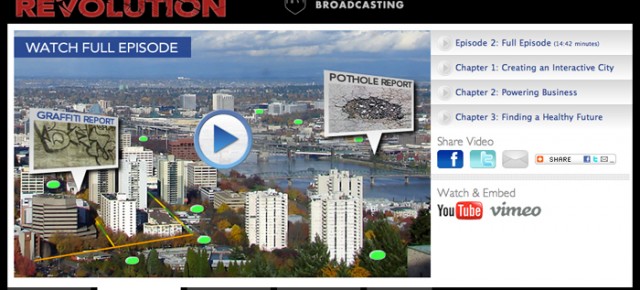 REVOLUTION
BROADCASTING
WATCH FULL EPISODE
GRAFFITI REPORT
POTHOLE REPORT
Episode 2: Full Episode (14:42 minutes)
Chapter 1: Creating an Interactive City
Chapter 2: Powering Business
Chapter 3: Finding a Healthy Future
Share Video
f t
SHARE f t
Watch & Embed
YouTube vimeo